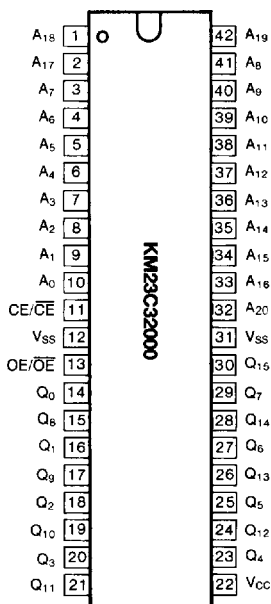 A18 1 42 A19
A17 2 41 A8
A7 3 40 A9
A6 4 39 A10
A5 5 38 A11
A4 6 37 A12
A3 7 36 A13
A2 8 35 A14
A1 9 34 A15
A0 10 33 A16
CE/C̅E̅ 11 32 A20
VSS 12 31 VSS
OE/O̅E̅ 13 30 Q15
Q0 14 29 Q7
Q8 15 28 Q14
Q1 16 27 Q6
Q9 17 26 Q13
Q2 18 25 Q5
Q10 19 24 Q12
Q3 20 23 Q4
Q11 21 22 VCC
KM23C32000